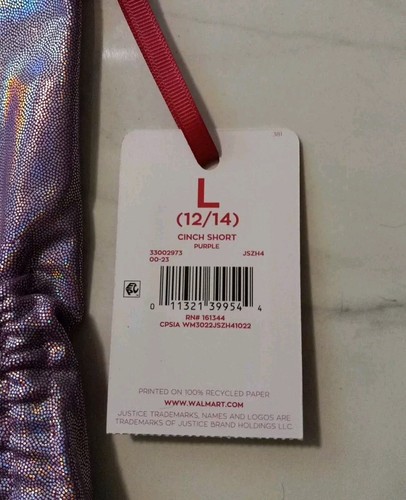 L
(12/14)
CINCH SHORT
PURPLE
33002973 JSZH4
00-23
0 11321 39954 4
RN# 161344
CPSIA WM3022JSZH41022
PRINTED ON 100% RECYCLED PAPER
WWW.WALMART.COM
JUSTICE TRADEMARKS, NAMES AND LOGOS ARE
TRADEMARKS OF JUSTICE BRAND HOLDINGS LLC.